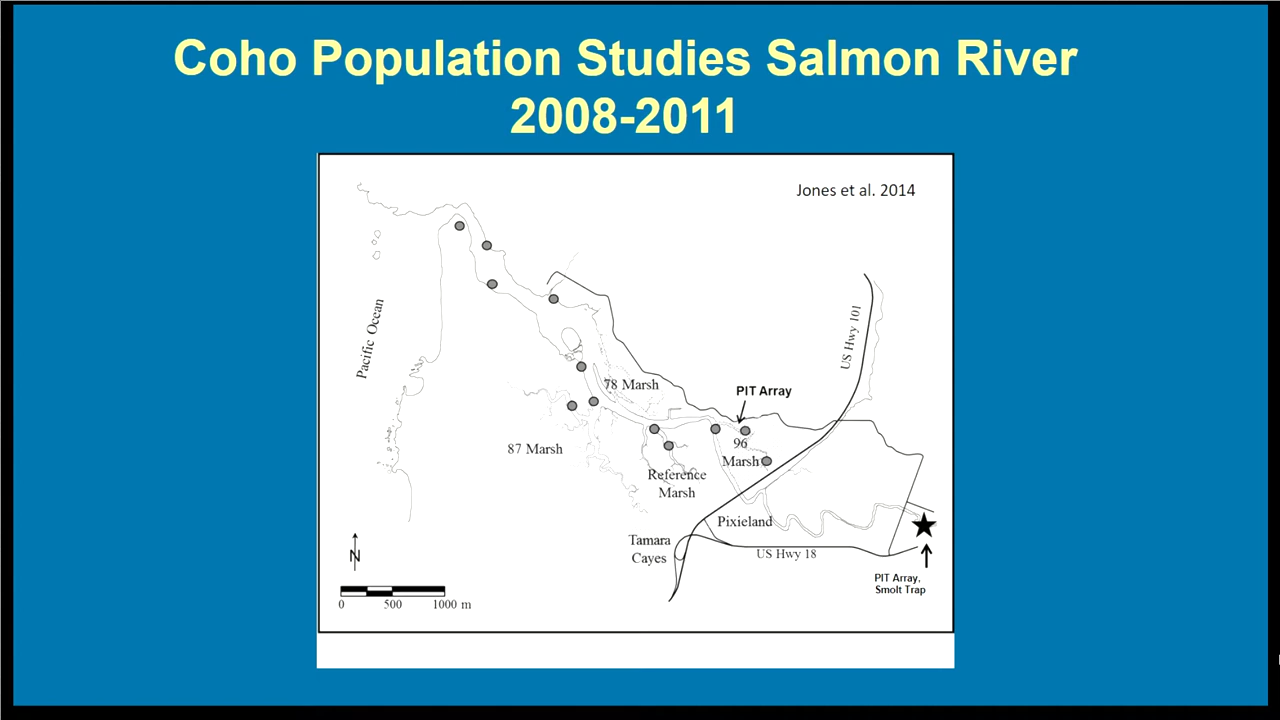 Coho Population Studies Salmon River
2008-2011
Jones et al. 2014
Pacific Ocean
US Hwy 101
78 Marsh
PIT Array
87 Marsh
96
Marsh
Reference
Marsh
Pixieland
Tamara
Cayes
US Hwy 18
N
PIT Array,
Smolt Trap
0 500 1000 m